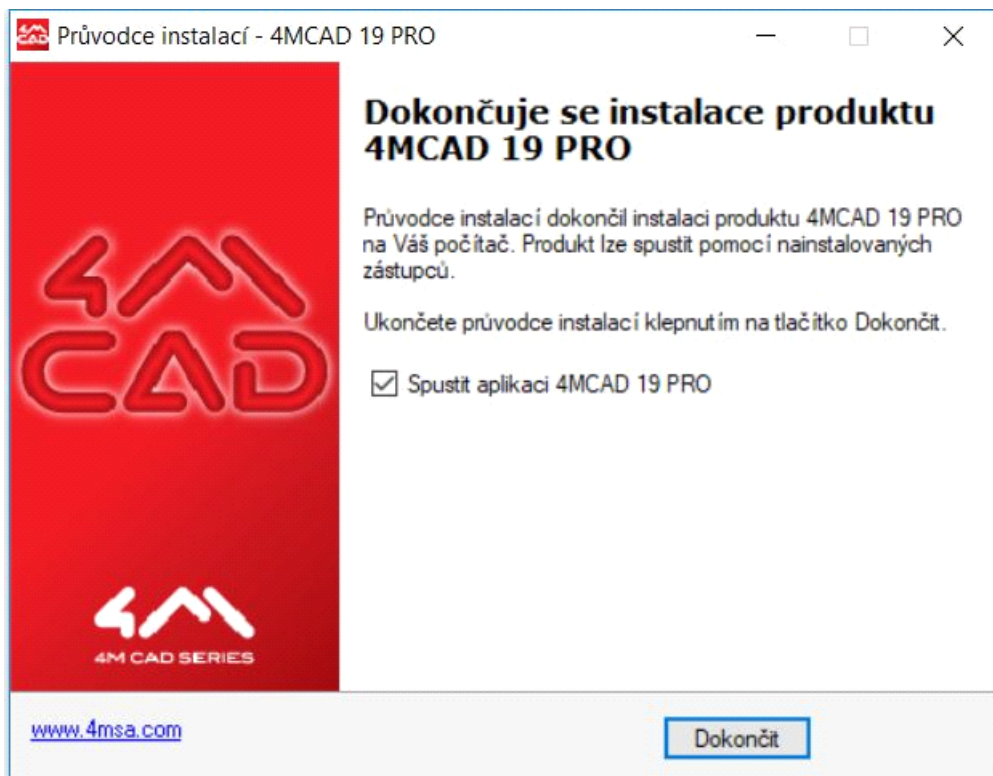 Průvodce instalací - 4MCAD 19 PRO
Dokončuje se instalace produktu
4MCAD 19 PRO
Průvodce instalací dokončil instalaci produktu 4MCAD 19 PRO
na Váš počítač. Produkt lze spustit pomocí nainstalovaných
zástupců.
Ukončete průvodce instalací klepnutím na tlačítko Dokončit.
Spustit aplikaci 4MCAD 19 PRO
4M
CAD
4M
4M CAD SERIES
www.4msa.com
Dokončit